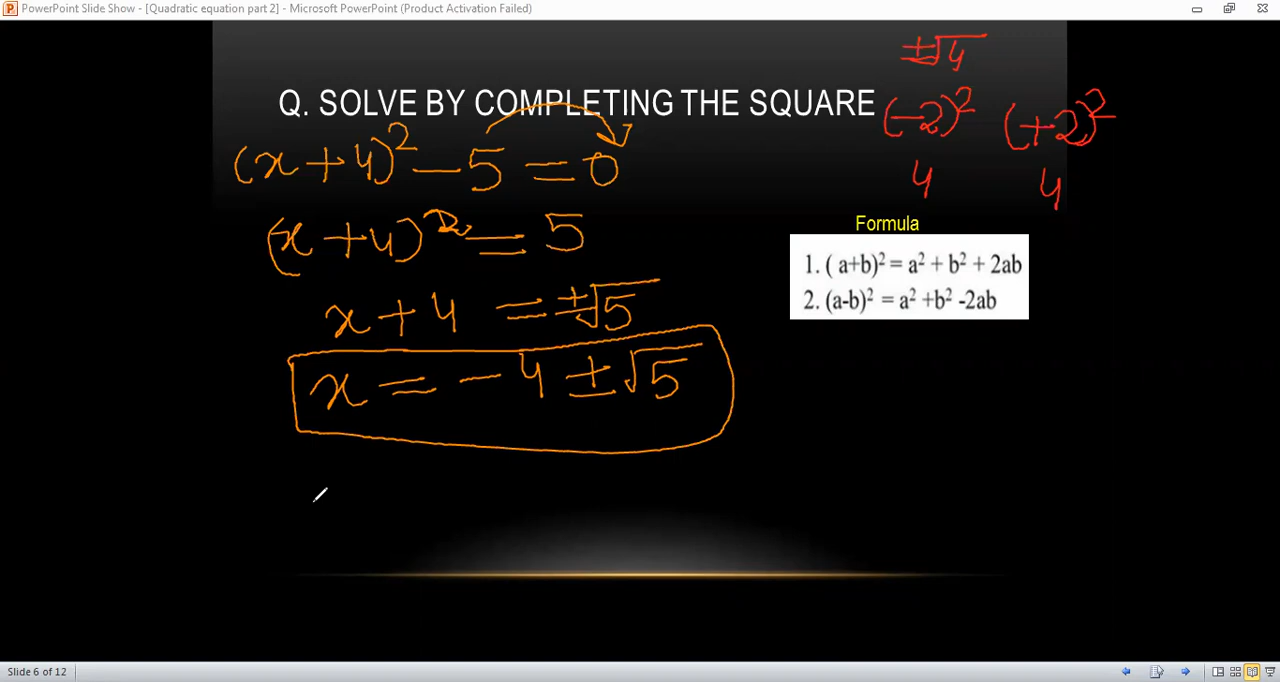 PowerPoint Slide Show - [Quadratic equation part 2] - Microsoft PowerPoint (Product Activation Failed)
±√4
Q. SOLVE BY COMPLETING THE SQUARE
(-2)² (+2)²
4 4
(x+4)² - 5 = 0
(x+4)² = 5
x + 4 = ±√5
x = -4 ± √5
Formula
1. ( a+b)² = a² + b² + 2ab
2. (a-b)² = a² +b² -2ab
Slide 6 of 12